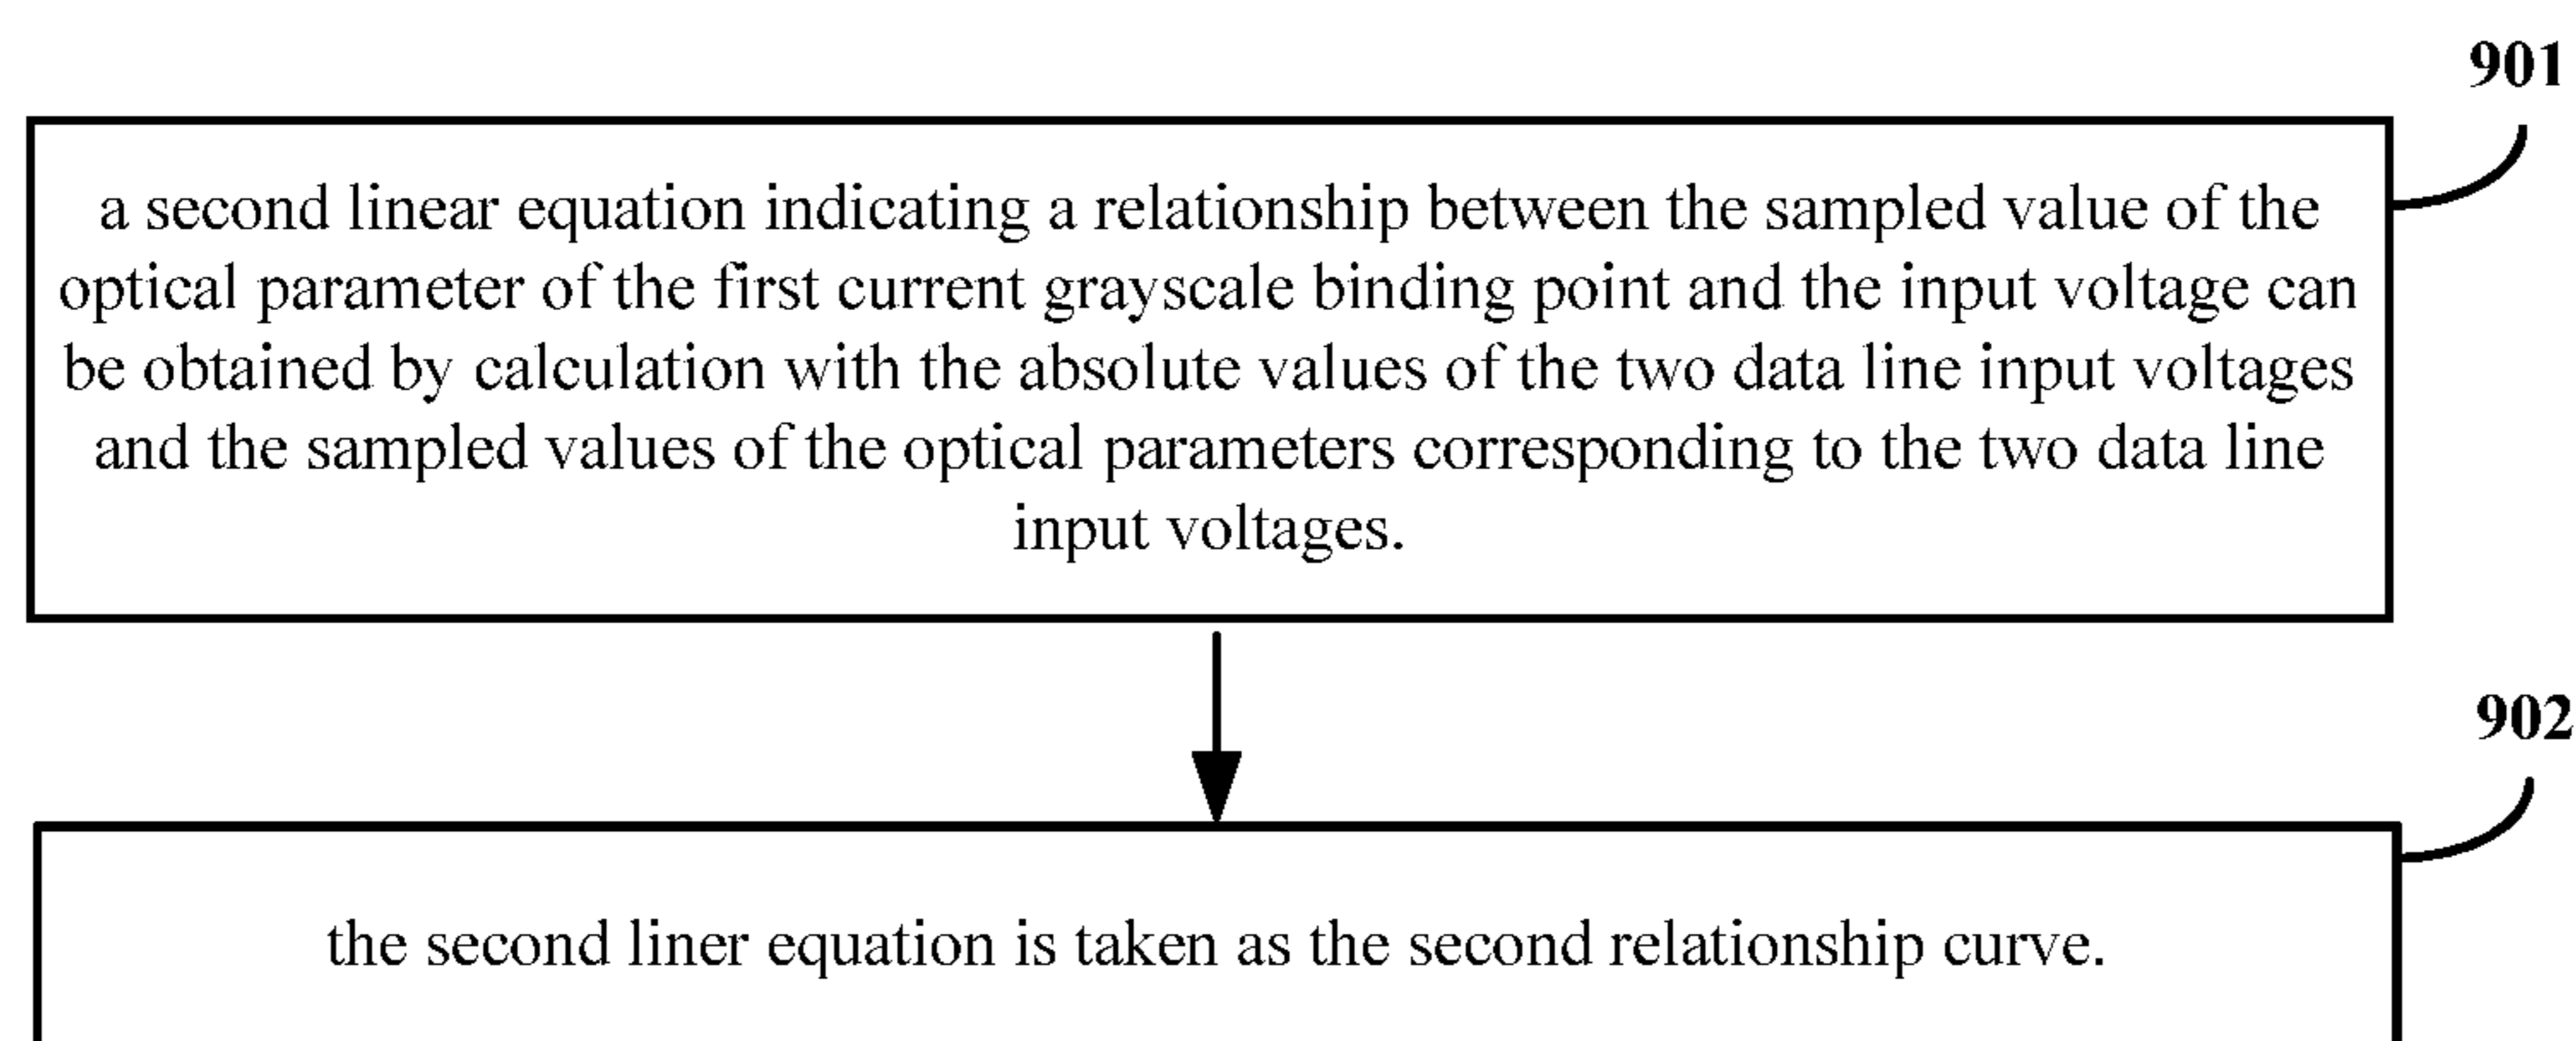 901
a second linear equation indicating a relationship between the sampled value of the
optical parameter of the first current grayscale binding point and the input voltage can
be obtained by calculation with the absolute values of the two data line input voltages
and the sampled values of the optical parameters corresponding to the two data line
input voltages.
902
the second liner equation is taken as the second relationship curve.